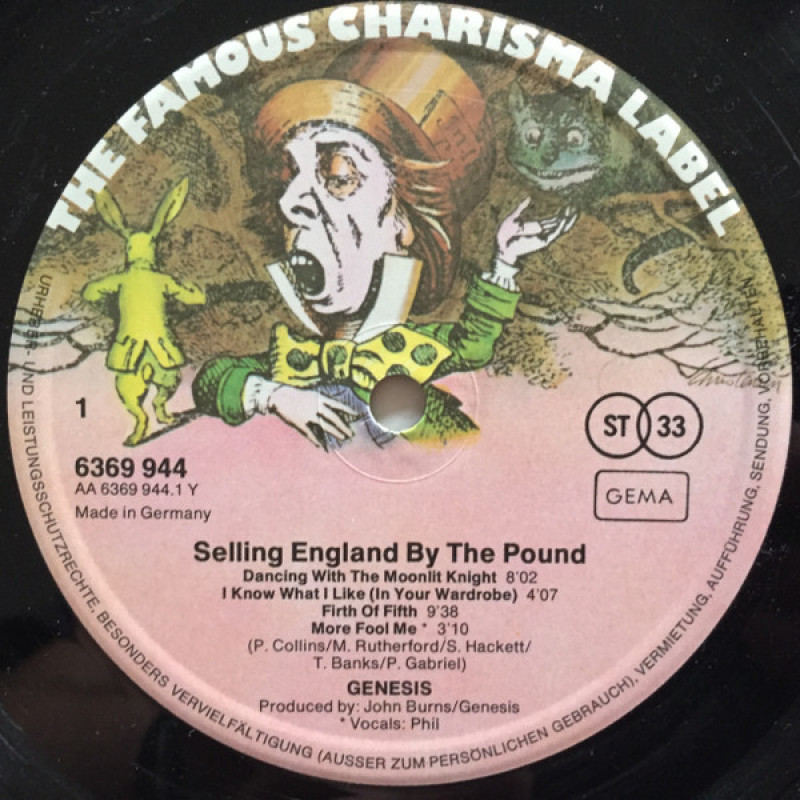 THE FAMOUS CHARISMA LABEL
1
6369 944
AA 6369 944.1 Y
Made in Germany
ST 33
GEMA
Selling England By The Pound
Dancing With The Moonlit Knight 8'02
I Know What I Like (In Your Wardrobe) 4'07
Firth Of Fifth 9'38
More Fool Me * 3'10
(P. Collins/M. Rutherford/S. Hackett/
T. Banks/P. Gabriel)
GENESIS
Produced by: John Burns/Genesis
* Vocals: Phil
URHEBER- UND LEISTUNGSSCHUTZRECHTE, BESONDERS VERVIELFÄLTIGUNG (AUSSER ZUM PERSÖNLICHEN GEBRAUCH), VERMIETUNG, AUFFÜHRUNG, SENDUNG, VORBEHALTEN